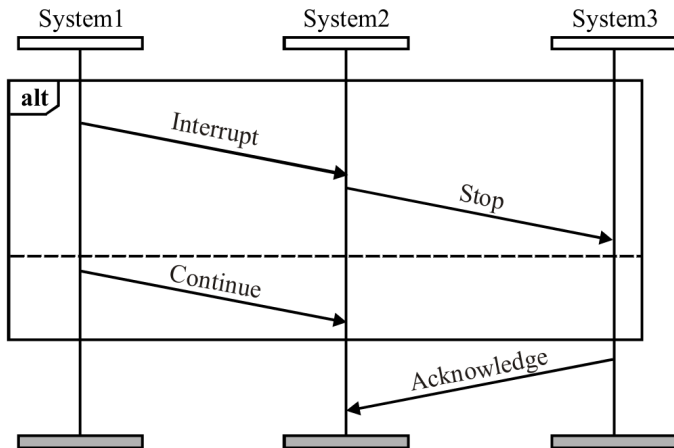 System1
System2
System3
alt
Interrupt
Stop
Continue
Acknowledge